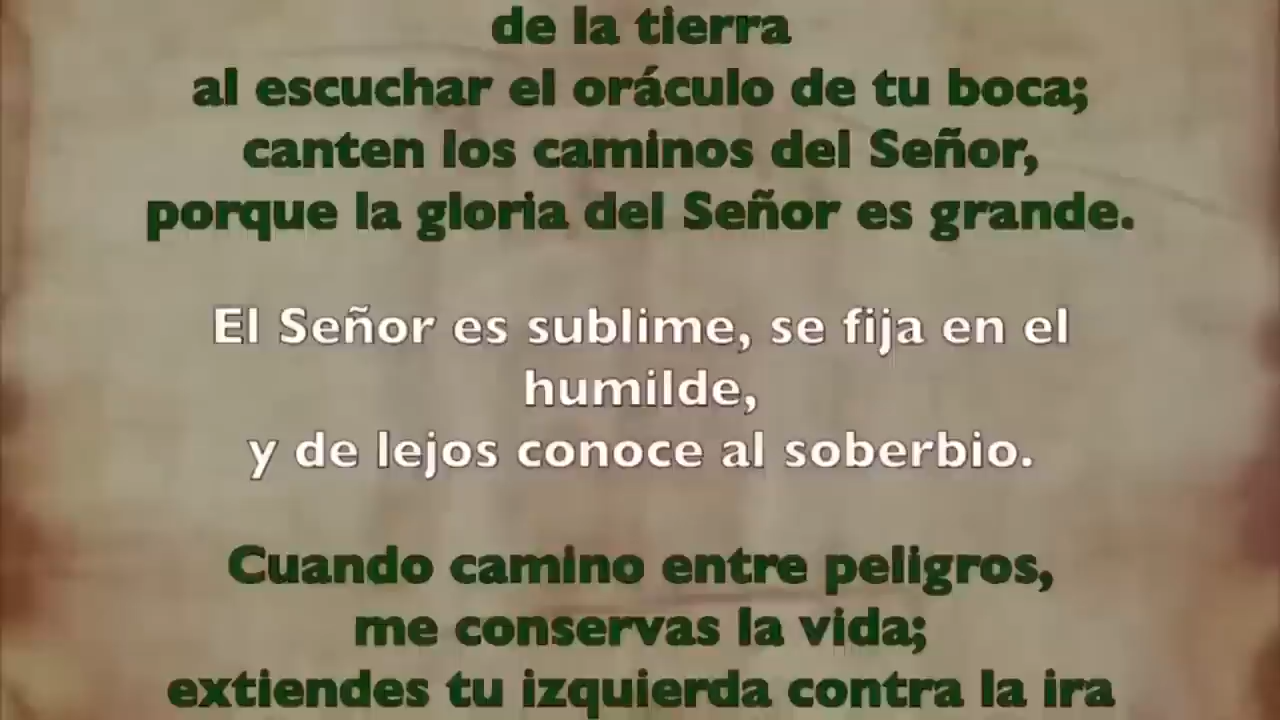 de la tierra
al escuchar el oráculo de tu boca;
canten los caminos del Señor,
porque la gloria del Señor es grande.
El Señor es sublime, se fija en el
humilde,
y de lejos conoce al soberbio.
Cuando camino entre peligros,
me conservas la vida;
extiendes tu izquierda contra la ira